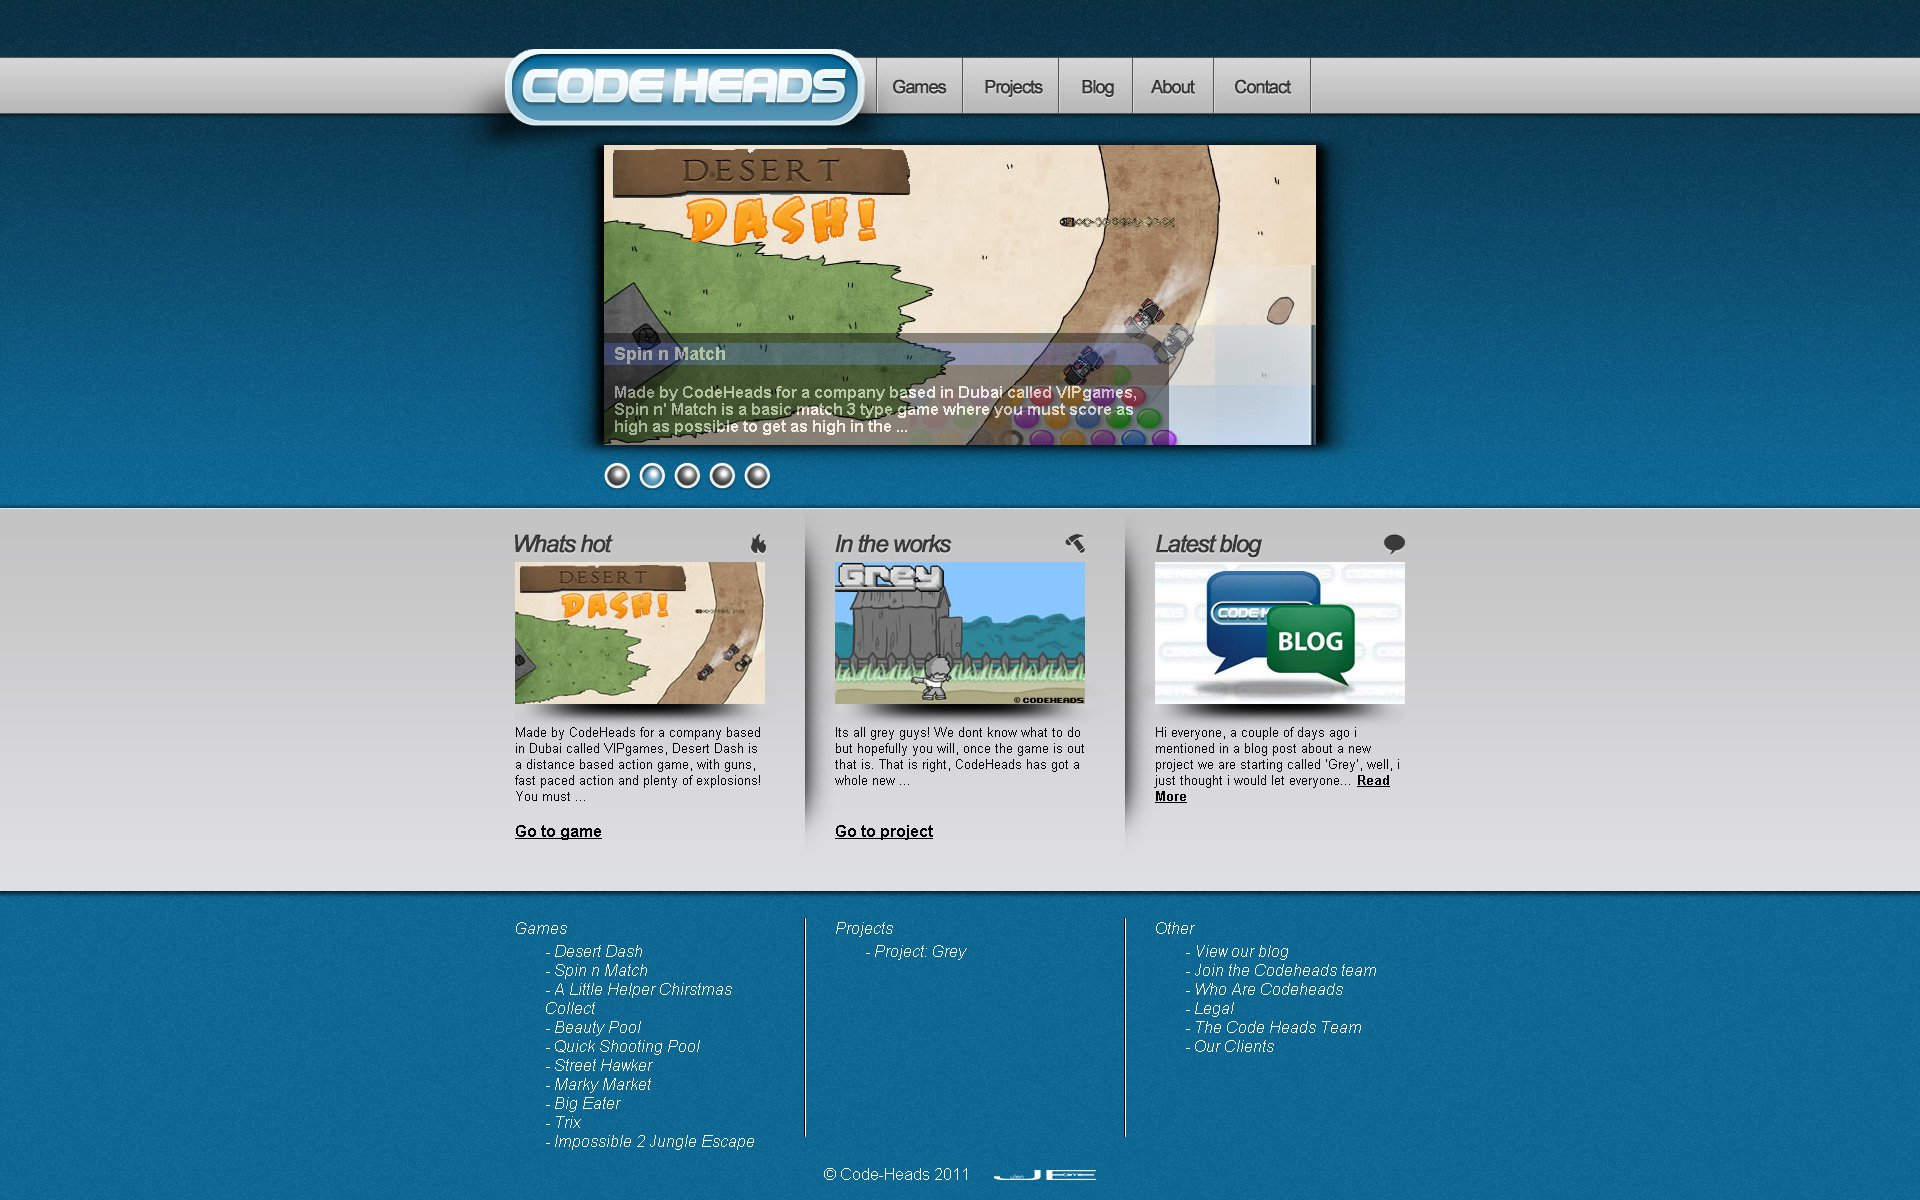 CODE HEADS
Games
Projects
Blog
About
Contact
DESERT
DASH!
Spin n Match
Made by CodeHeads for a company based in Dubai called VIPgames,
Spin n' Match is a basic match 3 type game where you must score as
high as possible to get as high in the ...
Whats hot
DESERT
DASH!
Made by CodeHeads for a company based
in Dubai called VIPgames, Desert Dash is
a distance based action game, with guns,
fast paced action and plenty of explosions!
You must ...
Go to game
In the works
Grey
© CODEHEADS
Its all grey guys! We dont know what to do
but hopefully you will, once the game is out
that is. That is right, CodeHeads has got a
whole new ...
Go to project
Latest blog
CODE H
BLOG
Hi everyone, a couple of days ago i
mentioned in a blog post about a new
project we are starting called 'Grey', well, i
just thought i would let everyone... Read
More
Games
- Desert Dash
- Spin n Match
- A Little Helper Chirstmas
Collect
- Beauty Pool
- Quick Shooting Pool
- Street Hawker
- Marky Market
- Big Eater
- Trix
- Impossible 2 Jungle Escape
Projects
- Project: Grey
Other
- View our blog
- Join the Codeheads team
- Who Are Codeheads
- Legal
- The Code Heads Team
- Our Clients
© Code-Heads 2011